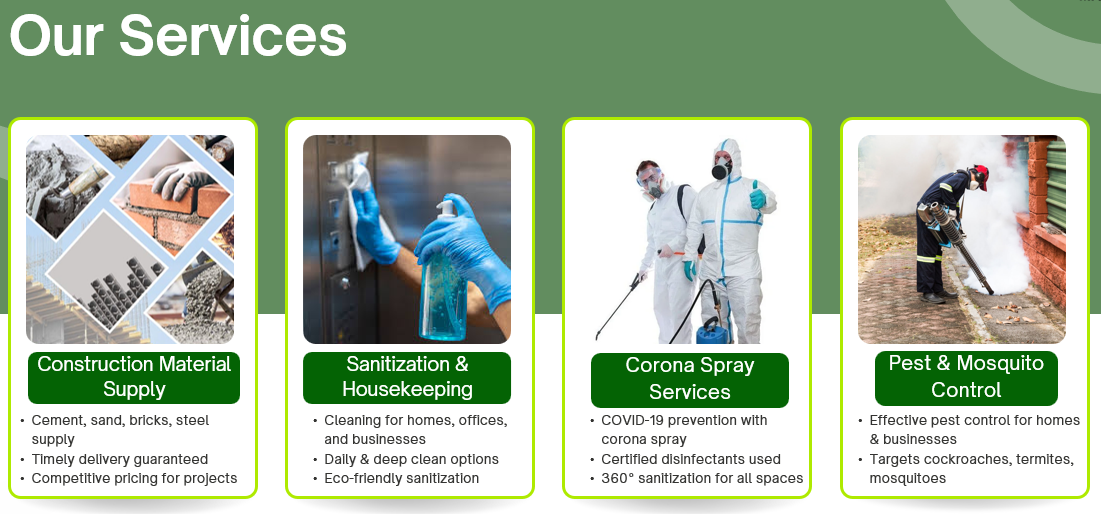 Our Services
Construction Material
Supply
• Cement, sand, bricks, steel
supply
• Timely delivery guaranteed
• Competitive pricing for projects
Sanitization &
Housekeeping
• Cleaning for homes, offices,
and businesses
• Daily & deep clean options
• Eco-friendly sanitization
Corona Spray
Services
• COVID-19 prevention with
corona spray
• Certified disinfectants used
• 360° sanitization for all spaces
Pest & Mosquito
Control
• Effective pest control for homes
& businesses
• Targets cockroaches, termites,
mosquitoes